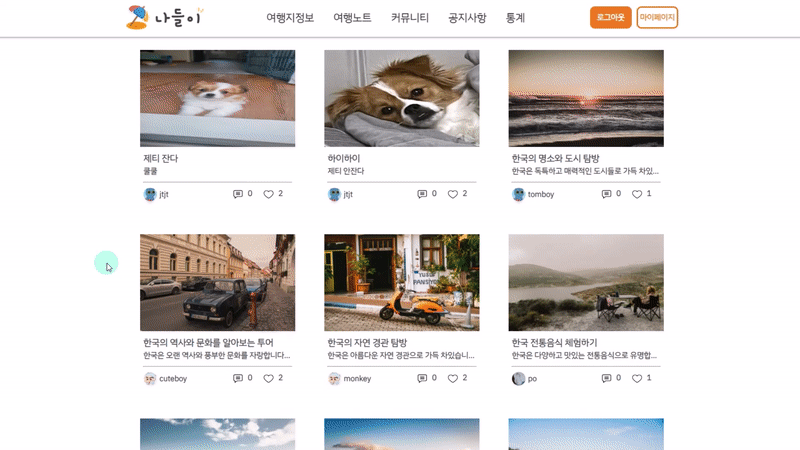 나들이
여행지정보 여행노트 커뮤니티 공지사항 통계
로그아웃 마이페이지
제티 잔다
쿨쿨
jtjt 0 2
하이하이
제티 안잔다
jtjt 0 2
한국의 명소와 도시 탐방
한국은 독특하고 매력적인 도시들로 가득 차있...
tomboy 0 1
한국의 역사와 문화를 알아보는 투어
한국은 오랜 역사와 풍부한 문화를 자랑합니다...
cuteboy 0 2
YUSUF
PANSİYON
한국의 자연 경관 탐방
한국은 아름다운 자연 경관으로 가득 차있습니...
monkey 0 2
한국 전통음식 체험하기
한국은 다양하고 맛있는 전통음식으로 유명합...
po 0 1